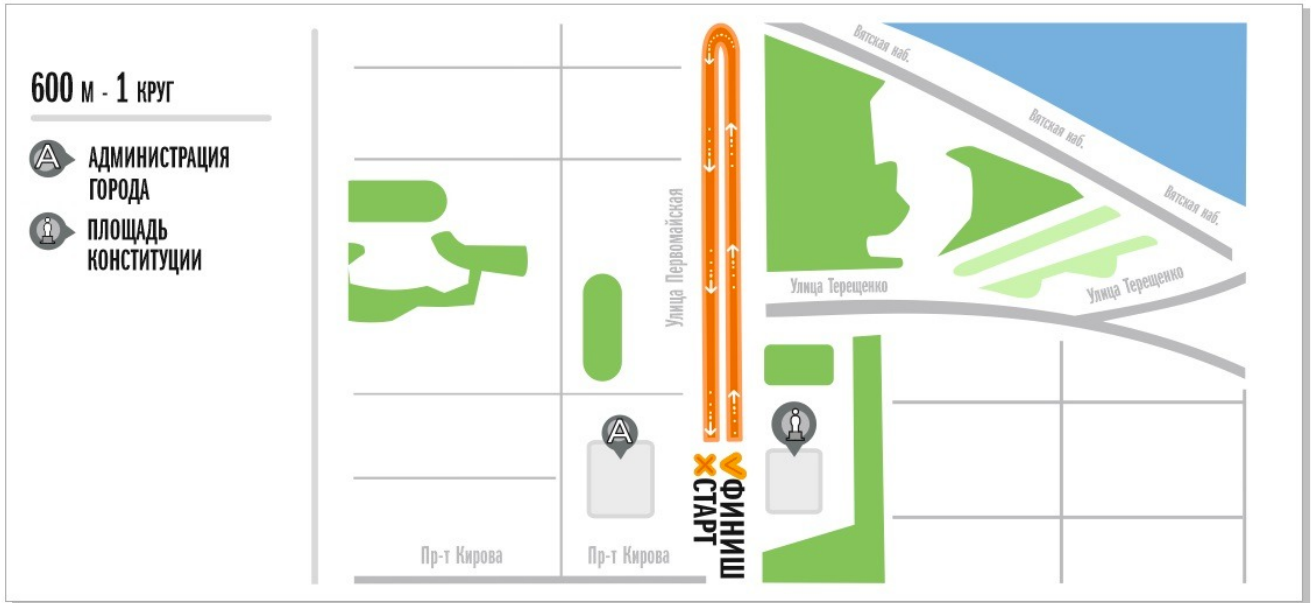 600 м - 1 круг
А
АДМИНИСТРАЦИЯ
ГОРОДА
ПЛОЩАДЬ
КОНСТИТУЦИИ
Вятская наб.
Вятская наб.
Вятская наб.
Улица Первомайская
Улица Терещенко
Улица Терещенко
А
СТАРТ
ФИНИШ
Пр-т Кирова
Пр-т Кирова